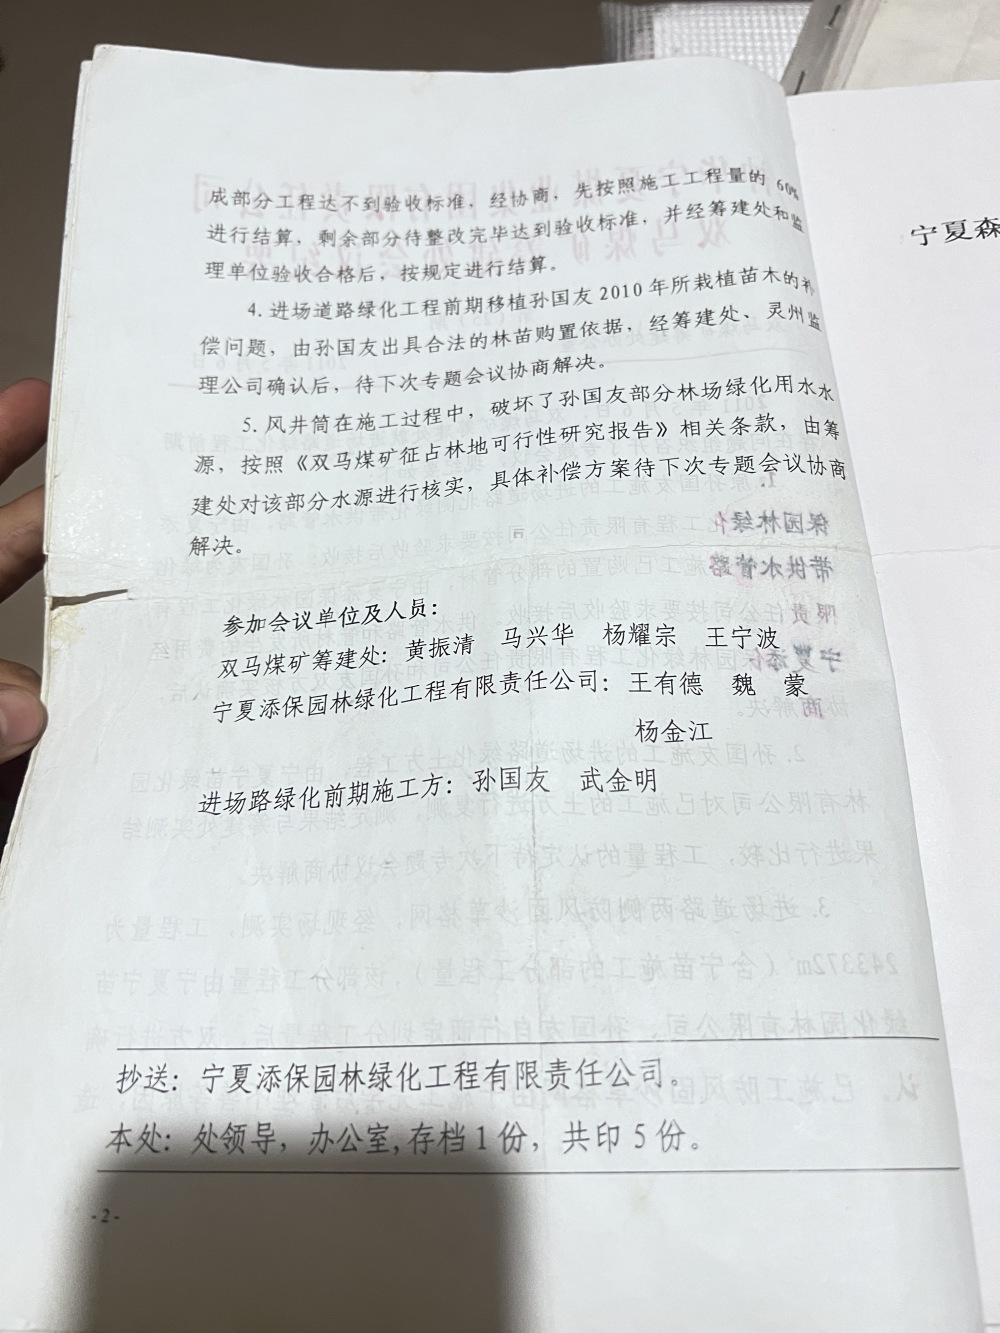 成部分工程达不到验收标准，经协商，先按照施工工程量的 60%
进行结算，剩余部分待整改完毕达到验收标准，并经筹建处和监
理单位验收合格后，按规定进行结算。
4. 进场道路绿化工程前期移植孙国友 2010 年所栽植苗木的补
偿问题，由孙国友出具合法的林苗购置依据，经筹建处、灵州监
理公司确认后，待下次专题会议协商解决。
5. 风井筒在施工过程中，破坏了孙国友部分林场绿化用水水
源，按照《双马煤矿征占林地可行性研究报告》相关条款，由筹
建处对该部分水源进行核实，具体补偿方案待下次专题会议协商
解决。
参加会议单位及人员：
双马煤矿筹建处：黄振清 马兴华 杨耀宗 王宁波
宁夏添保园林绿化工程有限责任公司：王有德 魏 蒙
杨金江
进场路绿化前期施工方：孙国友 武金明
抄送：宁夏添保园林绿化工程有限责任公司。
本处：处领导，办公室,存档 1 份，共印 5 份。
- 2 -
宁夏森